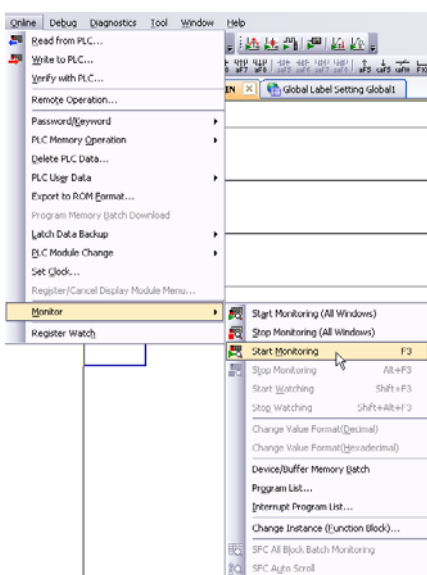 Online Debug Diagnostics Tool Window Help
Read from PLC...
Write to PLC...
Verify with PLC...
IN Global Label Setting Global1
Remote Operation...
Password/Keyword
PLC Memory Operation
Delete PLC Data...
PLC User Data
Export to ROM Format...
Program Memory Batch Download
Latch Data Backup
PLC Module Change
Set Clock...
Register/Cancel Display Module Menu...
Monitor
Start Monitoring (All Windows)
Register Watch
Stop Monitoring (All Windows)
Start Monitoring F3
Stop Monitoring Alt+F3
Start Watching Shift+F3
Stop Watching Shift+Alt+F3
Change Value Format(Decimal)
Change Value Format(Hexadecimal)
Device/Buffer Memory Batch
Program List...
Interrupt Program List...
Change Instance (Function Block)...
SFC All Block Batch Monitoring
SFC Auto Scroll